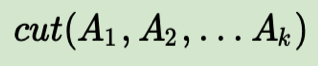 cut(A₁, A₂, . . . Aₖ)